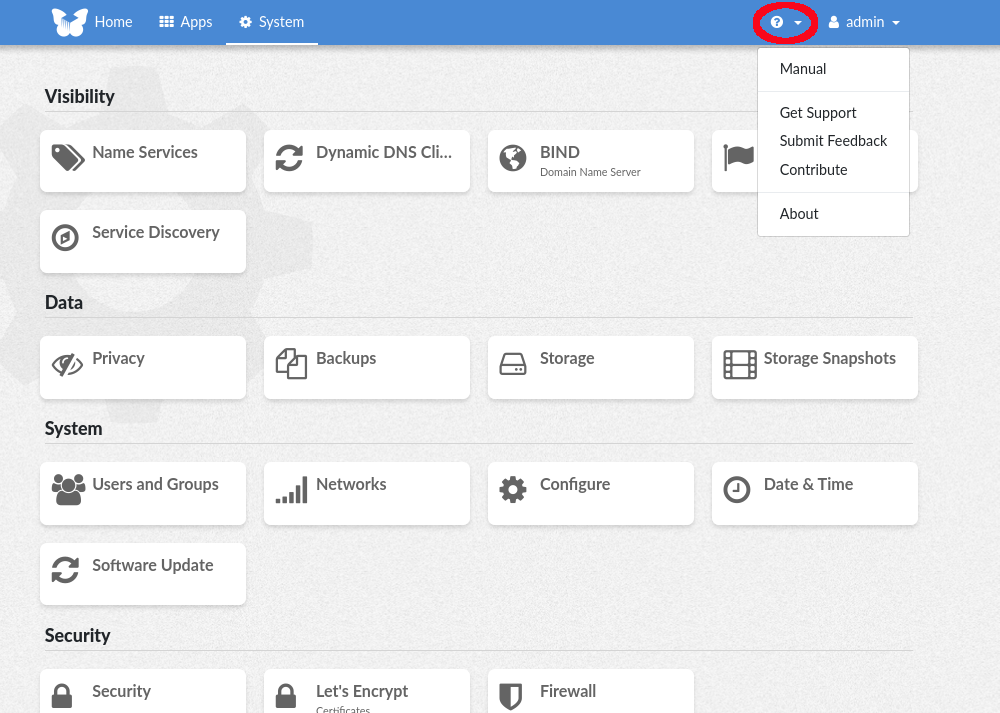 Home Apps System admin
Manual
Get Support
Submit Feedback
Contribute
About
Visibility
Name Services
Dynamic DNS Cli...
BIND
Domain Name Server
Service Discovery
Data
Privacy
Backups
Storage
Storage Snapshots
System
Users and Groups
Networks
Configure
Date & Time
Software Update
Security
Security
Let's Encrypt
Certificates
Firewall